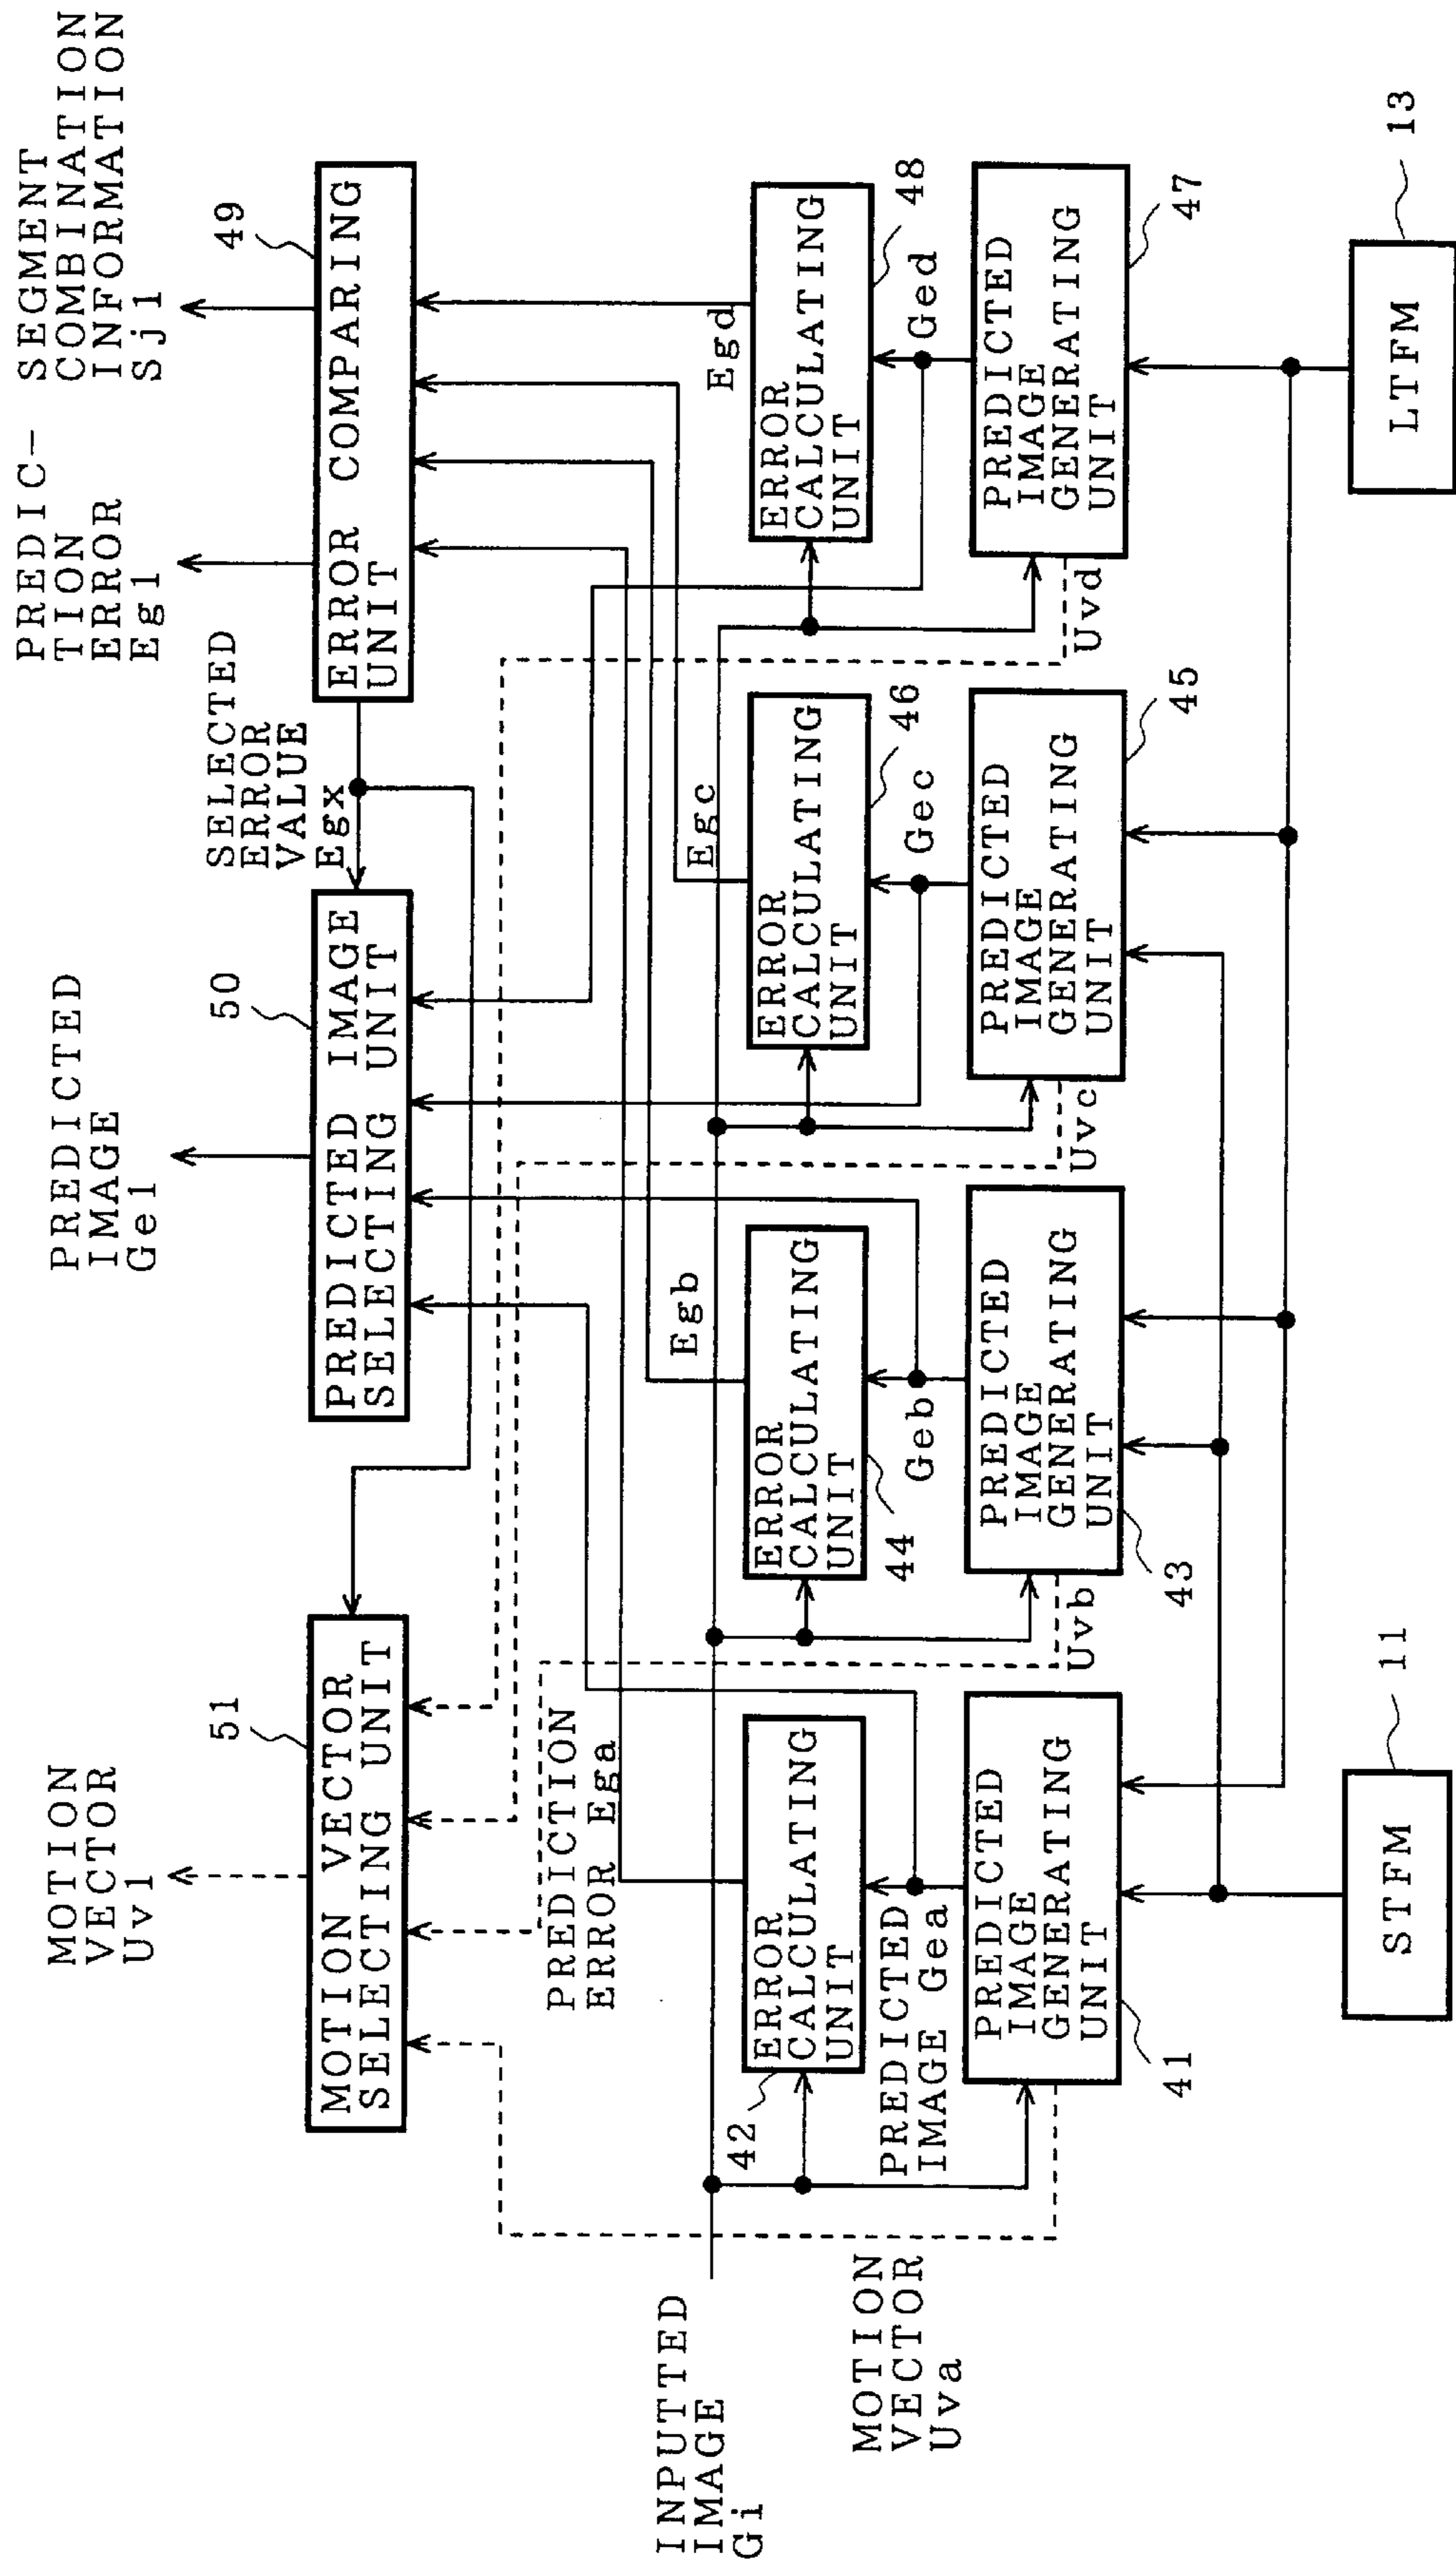 MOTION
VECTOR
Uv1
PREDICTED
IMAGE
Ge1
PREDIC-
TION
ERROR
Eg1
SEGMENT
COMBINATION
INFORMATION
Sj1
51
MOTION VECTOR
SELECTING UNIT
50
PREDICTED IMAGE
SELECTING UNIT
SELECTED
ERROR
VALUE
Egx
49
ERROR COMPARING
UNIT
PREDICTION
ERROR Ega
Egb
Egc
Egd
INPUTTED
IMAGE
Gi
42
ERROR
CALCULATING
UNIT
44
ERROR
CALCULATING
UNIT
46
ERROR
CALCULATING
UNIT
48
ERROR
CALCULATING
UNIT
MOTION
VECTOR
Uva
PREDICTED
IMAGE Gea
Geb
Gec
Ged
41
PREDICTED
IMAGE
GENERATING
UNIT
Uvb
43
PREDICTED
IMAGE
GENERATING
UNIT
Uvc
45
PREDICTED
IMAGE
GENERATING
UNIT
Uvd
47
PREDICTED
IMAGE
GENERATING
UNIT
STFM
11
LTFM
13